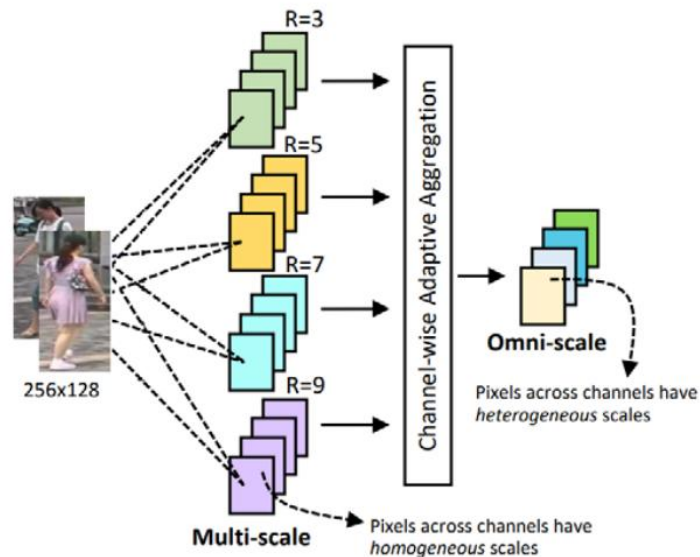 R=3
R=5
R=7
R=9
256x128
Multi-scale
Pixels across channels have
homogeneous scales
Channel-wise Adaptive Aggregation
Omni-scale
Pixels across channels have
heterogeneous scales